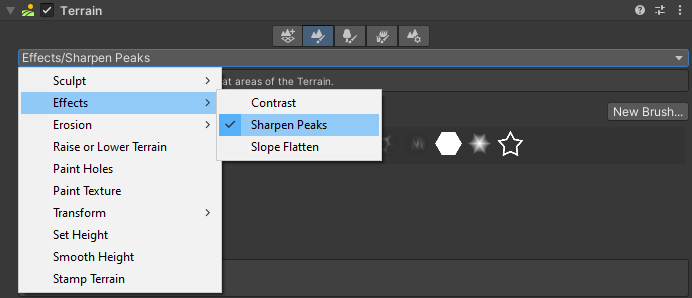 Terrain
Effects/Sharpen Peaks
Sculpt
at areas of the Terrain.
Effects
Contrast
New Brush...
Erosion
Sharpen Peaks
Raise or Lower Terrain
Slope Flatten
Paint Holes
Paint Texture
Transform
Set Height
Smooth Height
Stamp Terrain